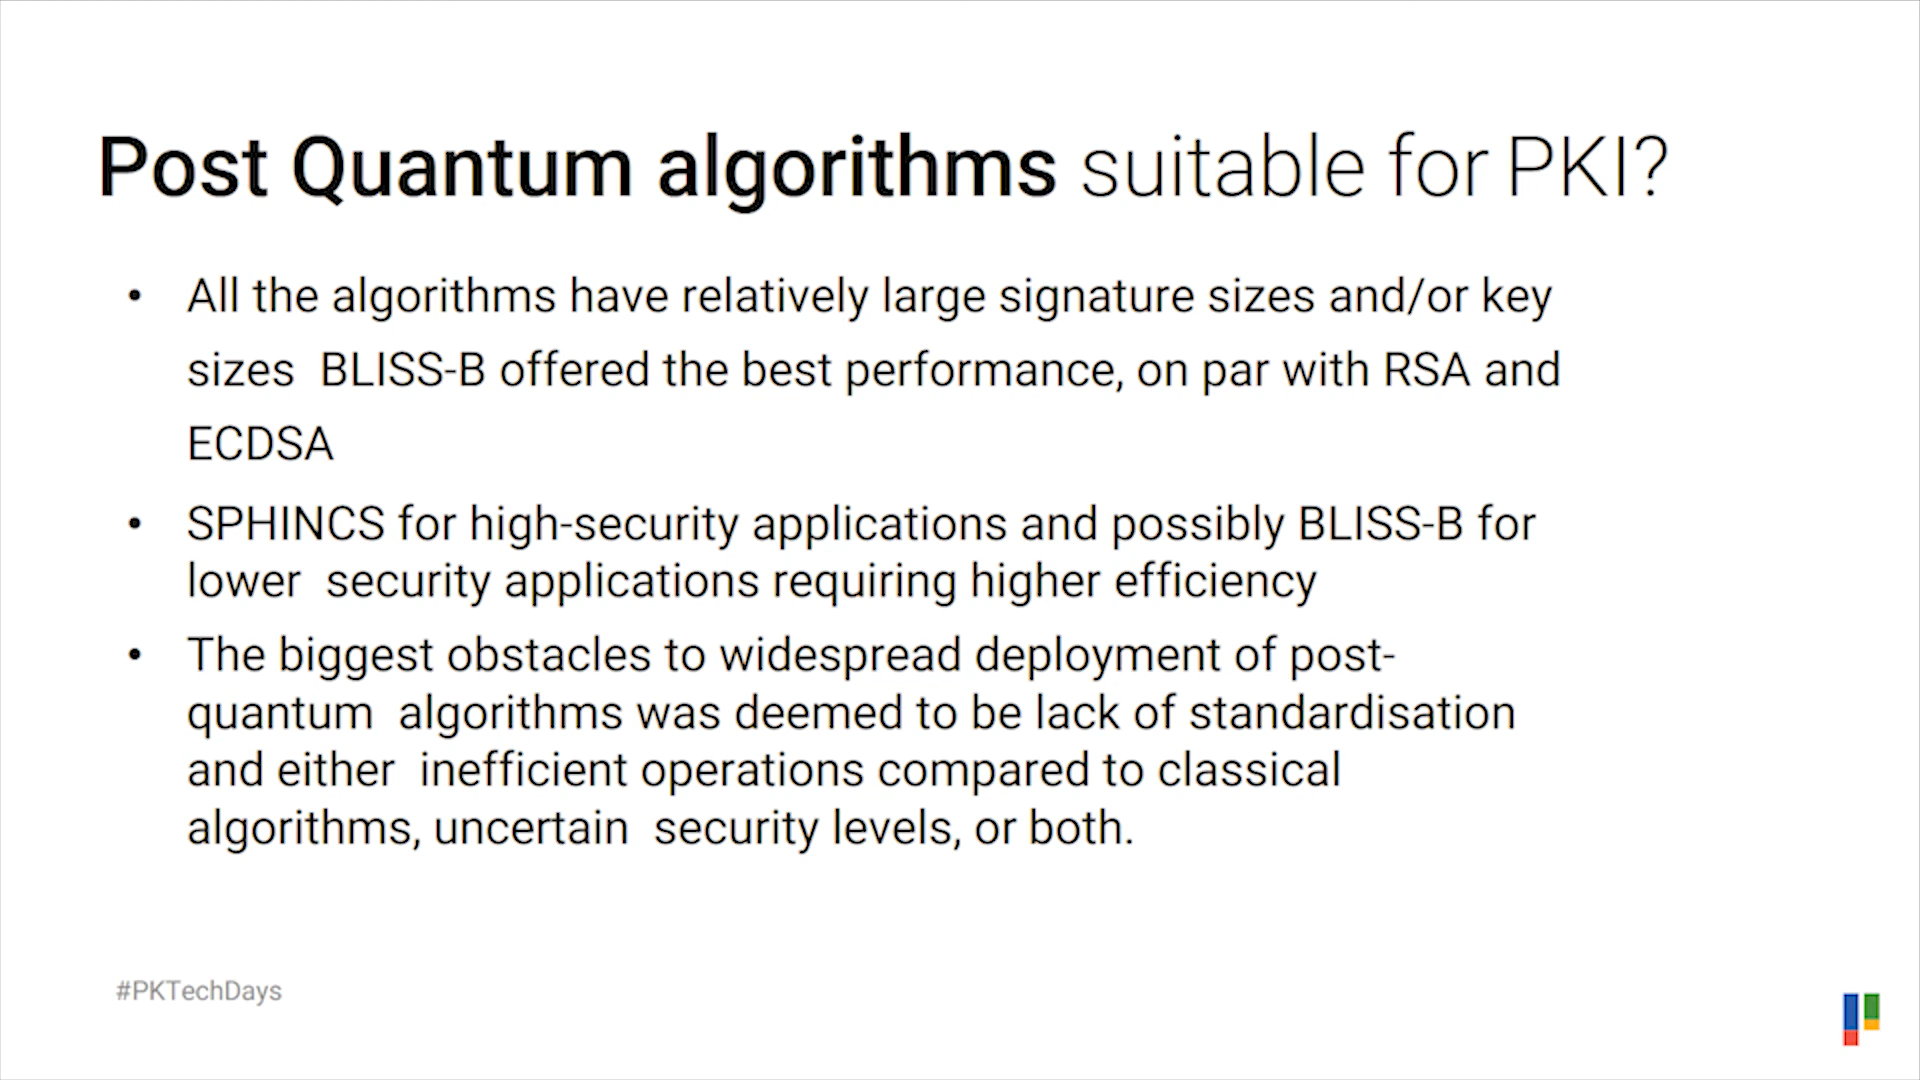 Post Quantum algorithms suitable for PKI?
• All the algorithms have relatively large signature sizes and/or key
sizes BLISS-B offered the best performance, on par with RSA and
ECDSA
• SPHINCS for high-security applications and possibly BLISS-B for
lower security applications requiring higher efficiency
• The biggest obstacles to widespread deployment of post-
quantum algorithms was deemed to be lack of standardisation
and either inefficient operations compared to classical
algorithms, uncertain security levels, or both.
#PKTechDays